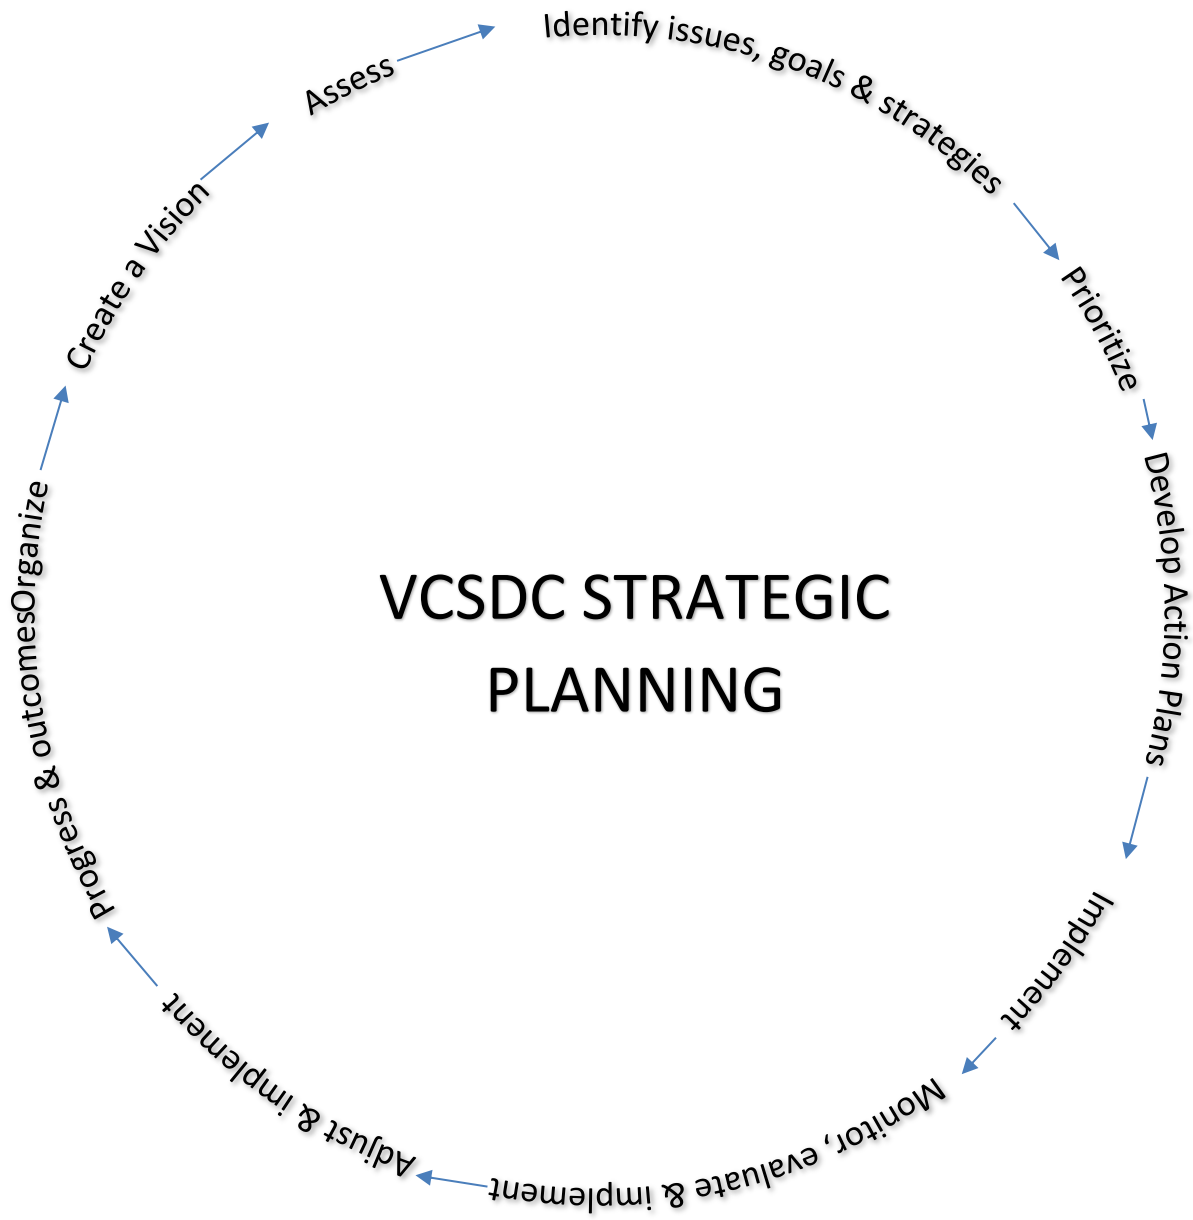 Identify issues, goals & strategies
Prioritize
Develop Action Plans
Implement
Monitor, evaluate & implement
Adjust & implement
Progress & outcomesOrganize
Create a Vision
Assess
VCSDC STRATEGIC
PLANNING